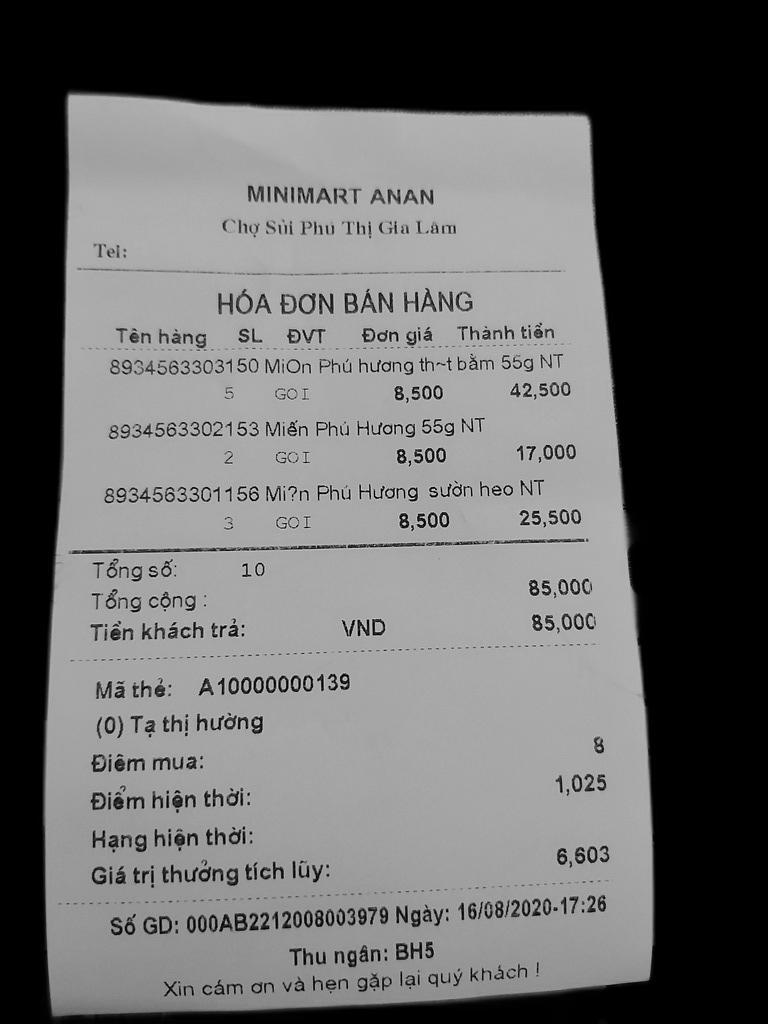 MINIMART ANAN
Chợ Sủi Phú Thị Gia Lâm
Tel:
HÓA ĐƠN BÁN HÀNG
Tên hàng SL ĐVT Đơn giá Thành tiền
8934563303150 MiOn Phú hương th~t bằm 55g NT
5 GOI 8,500 42,500
8934563302153 Miến Phú Hương 55g NT
2 GOI 8,500 17,000
8934563301156 Mi?n Phú Hương sườn heo NT
3 GOI 8,500 25,500
Tổng số: 10
Tổng cộng : 85,000
Tiền khách trả: VND 85,000
Mã thẻ: A10000000139
(0) Tạ thị hường
Điểm mua: 8
Điểm hiện thời: 1,025
Hạng hiện thời:
Giá trị thưởng tích lũy: 6,603
Số GD: 000AB2212008003979 Ngày: 16/08/2020-17:26
Thu ngân: BH5
Xin cám ơn và hẹn gặp lại quý khách !